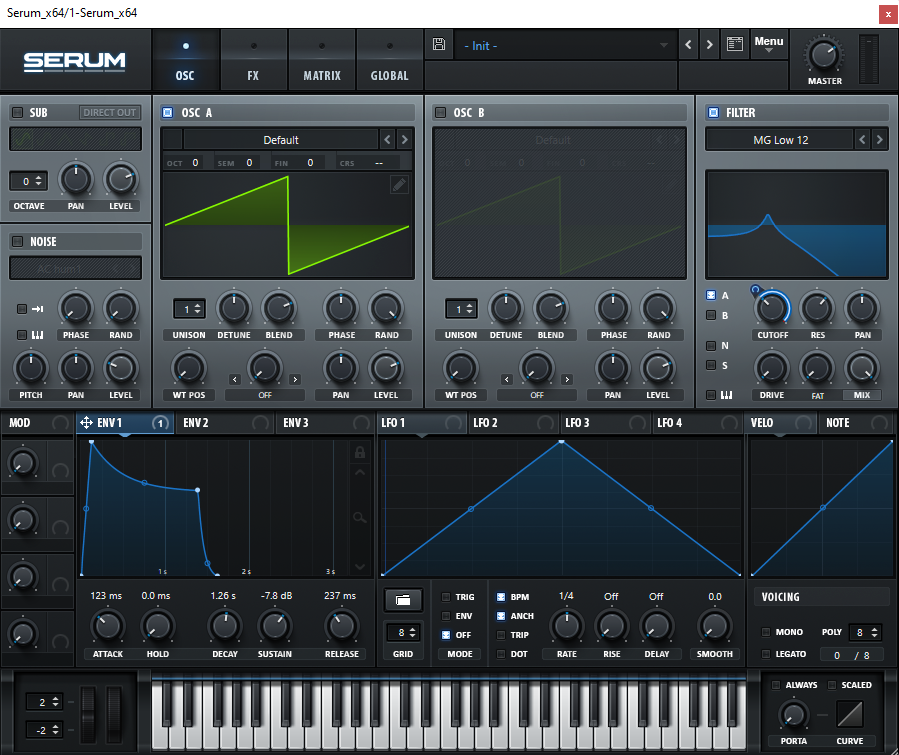 Serum_x64/1-Serum_x64
x
SERUM
OSC
FX
MATRIX
GLOBAL
- Init -
Menu
MASTER
SUB
DIRECT OUT
0
OCTAVE
PAN
LEVEL
NOISE
AC hum1
PHASE
RAND
PITCH
PAN
LEVEL
OSC A
Default
OCT 0 SEM 0 FIN 0 CRS --
1
UNISON
DETUNE
BLEND
PHASE
RAND
WT POS
OFF
PAN
LEVEL
OSC B
Default
1
UNISON
DETUNE
BLEND
PHASE
RAND
WT POS
OFF
PAN
LEVEL
FILTER
MG Low 12
A
B
N
S
CUTOFF
RES
PAN
DRIVE
FAT
MIX
MOD
ENV 1
1
ENV 2
ENV 3
LFO 1
LFO 2
LFO 3
LFO 4
VELO
NOTE
1 s
2 s
3 s
123 ms
0.0 ms
1.26 s
-7.8 dB
237 ms
ATTACK
HOLD
DECAY
SUSTAIN
RELEASE
8
GRID
TRIG
ENV
OFF
MODE
BPM
ANCH
TRIP
DOT
1/4
Off
Off
0.0
RATE
RISE
DELAY
SMOOTH
VOICING
MONO
POLY 8
LEGATO
0 / 8
2
-2
ALWAYS
SCALED
PORTA
CURVE